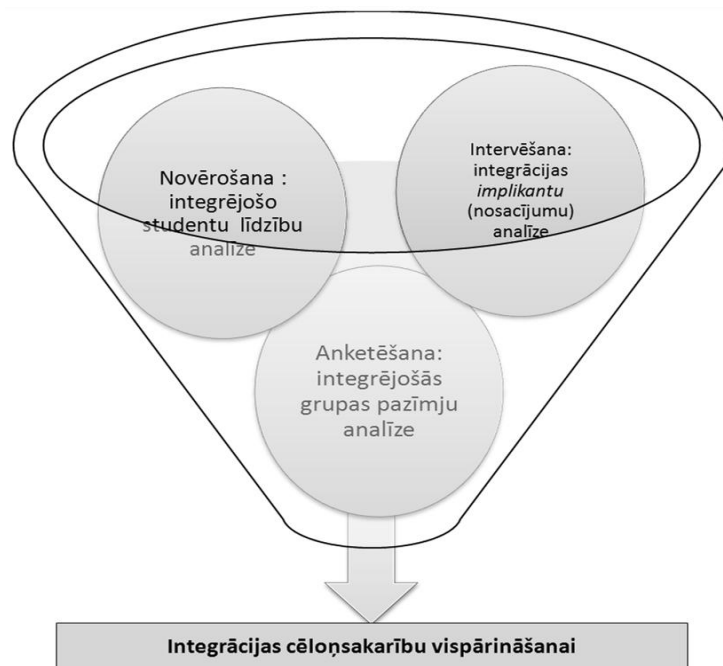 Novērošana :
integrējošo
studentu līdzību
analīze
Intervēšana:
integrācijas
implikantu
(nosacījumu)
analīze
Anketēšana:
integrējošās
grupas pazīmju
analīze
Integrācijas cēloņsakarību vispārināšanai